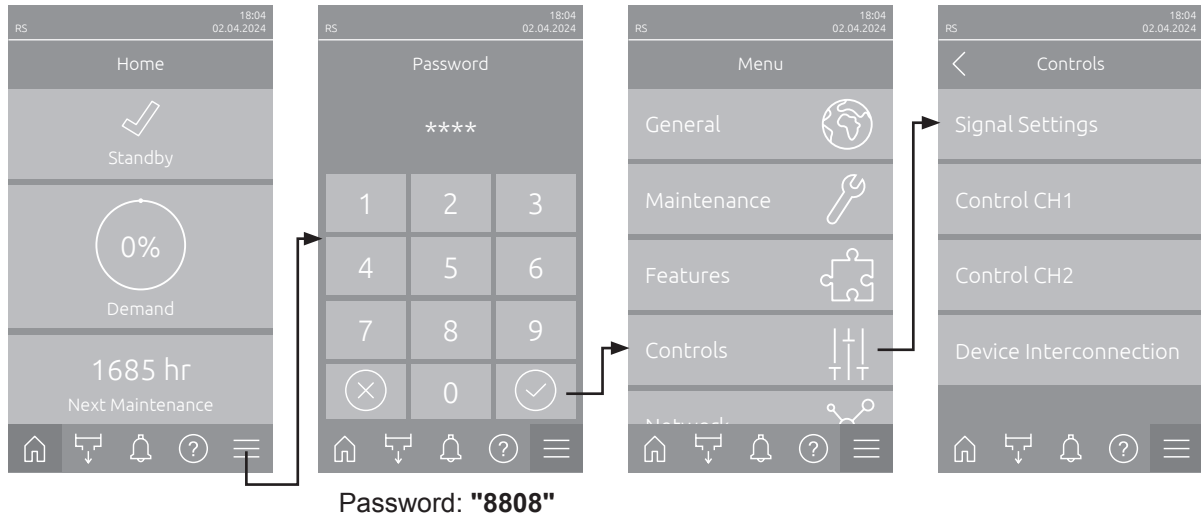 18:04
RS 02.04.2024
Home
Standby
0%
Demand
1685 hr
Next Maintenance
18:04
RS 02.04.2024
Password
****
1 2 3
4 5 6
7 8 9
0
?
18:04
RS 02.04.2024
Menu
General
Maintenance
Features
Controls
Network
?
18:04
RS 02.04.2024
Controls
Signal Settings
Control CH1
Control CH2
Device Interconnection
?
Password: "8808"